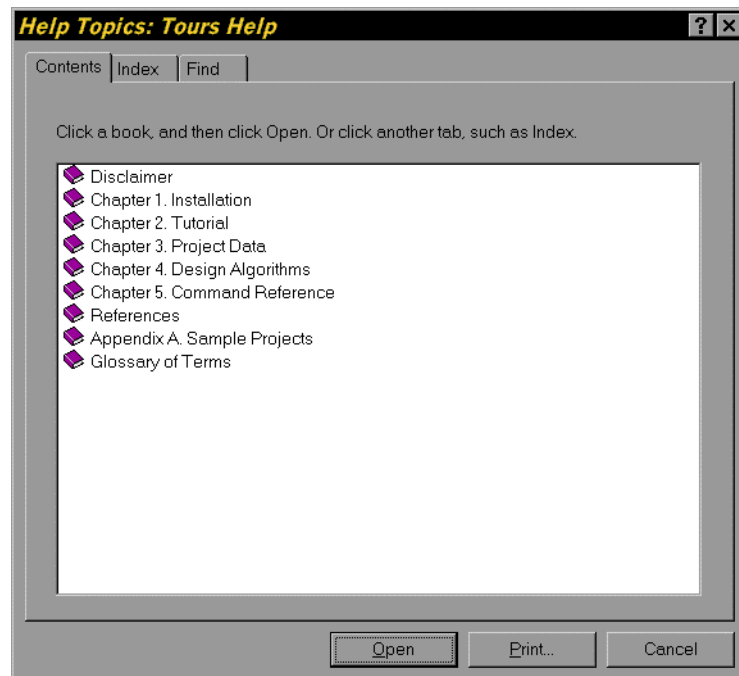 Help Topics: Tours Help
Contents Index Find
Click a book, and then click Open. Or click another tab, such as Index.
Disclaimer
Chapter 1. Installation
Chapter 2. Tutorial
Chapter 3. Project Data
Chapter 4. Design Algorithms
Chapter 5. Command Reference
References
Appendix A. Sample Projects
Glossary of Terms
Open Print... Cancel